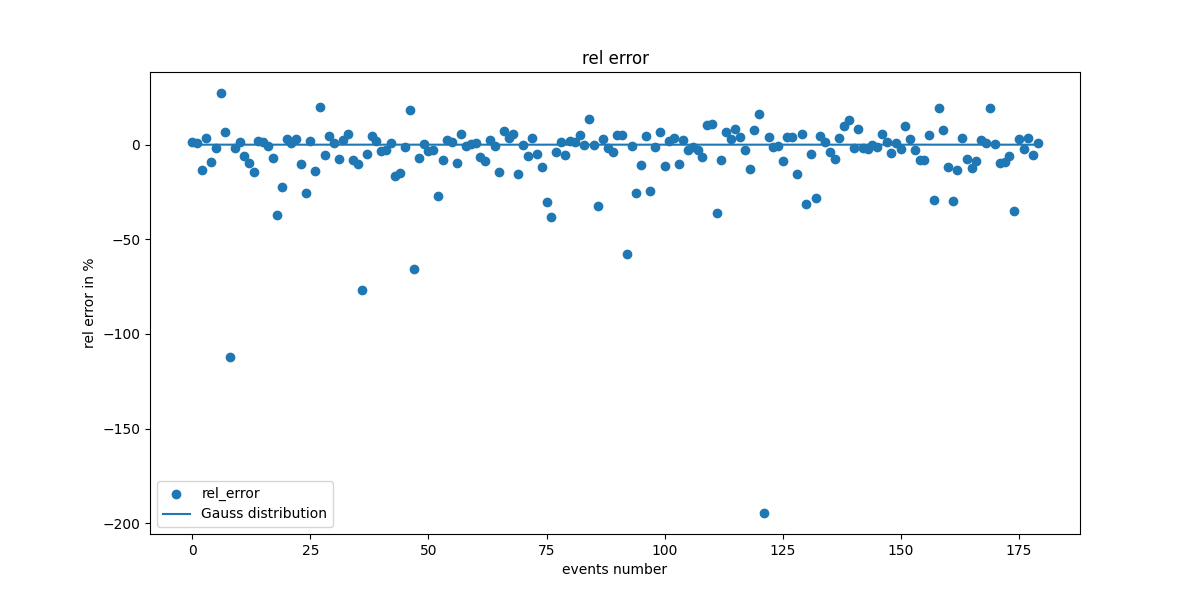 rel error
rel error in %
0
−50
−100
−150
−200
rel_error
Gauss distribution
0 25 50 75 100 125 150 175
events number